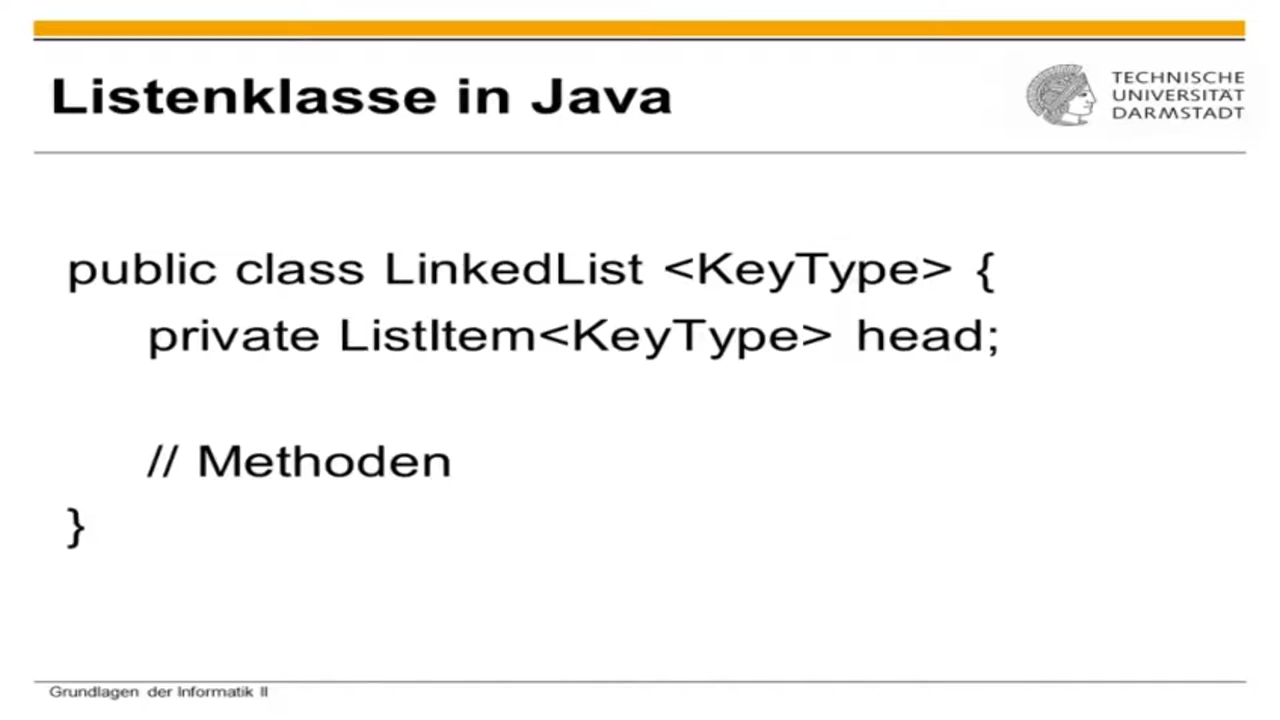 Listenklasse in Java
TECHNISCHE
UNIVERSITÄT
DARMSTADT
public class LinkedList <KeyType> {
private ListItem<KeyType> head;
// Methoden
}
Grundlagen der Informatik II